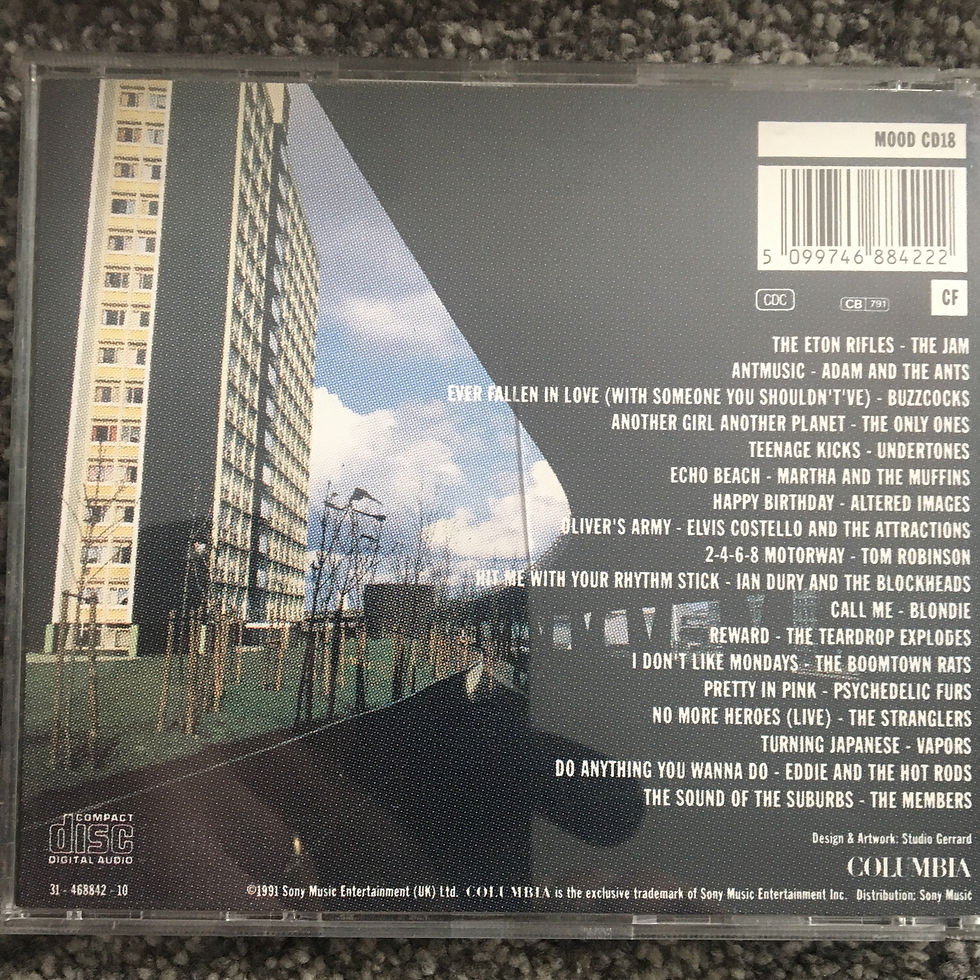 MOOD CD18
5 099746 884222
CDC
CB 791
CF
THE ETON RIFLES - THE JAM
ANTMUSIC - ADAM AND THE ANTS
EVER FALLEN IN LOVE (WITH SOMEONE YOU SHOULDN'T'VE) - BUZZCOCKS
ANOTHER GIRL ANOTHER PLANET - THE ONLY ONES
TEENAGE KICKS - UNDERTONES
ECHO BEACH - MARTHA AND THE MUFFINS
HAPPY BIRTHDAY - ALTERED IMAGES
OLIVER'S ARMY - ELVIS COSTELLO AND THE ATTRACTIONS
2-4-6-8 MOTORWAY - TOM ROBINSON
HIT ME WITH YOUR RHYTHM STICK - IAN DURY AND THE BLOCKHEADS
CALL ME - BLONDIE
REWARD - THE TEARDROP EXPLODES
I DON'T LIKE MONDAYS - THE BOOMTOWN RATS
PRETTY IN PINK - PSYCHEDELIC FURS
NO MORE HEROES (LIVE) - THE STRANGLERS
TURNING JAPANESE - VAPORS
DO ANYTHING YOU WANNA DO - EDDIE AND THE HOT RODS
THE SOUND OF THE SUBURBS - THE MEMBERS
Design & Artwork: Studio Gerrard
COLUMBIA
COMPACT
disc
DIGITAL AUDIO
31 - 468842 - 10
©1991 Sony Music Entertainment (UK) Ltd. COLUMBIA is the exclusive trademark of Sony Music Entertainment Inc. Distribution: Sony Music